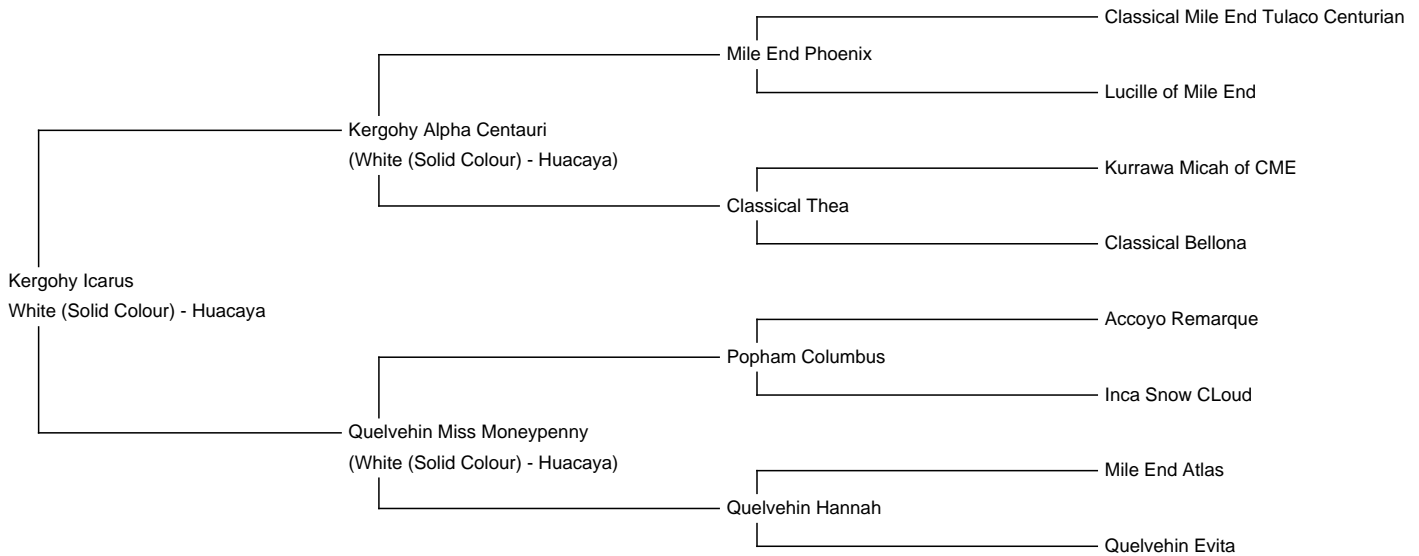 Classical Mile End Tulaco Centurian
Mile End Phoenix
Lucille of Mile End
Kergohy Alpha Centauri
(White (Solid Colour) - Huacaya)
Kurrawa Micah of CME
Classical Thea
Classical Bellona
Kergohy Icarus
White (Solid Colour) - Huacaya
Accoyo Remarque
Popham Columbus
Inca Snow CLoud
Quelvehin Miss Moneypenny
(White (Solid Colour) - Huacaya)
Mile End Atlas
Quelvehin Hannah
Quelvehin Evita